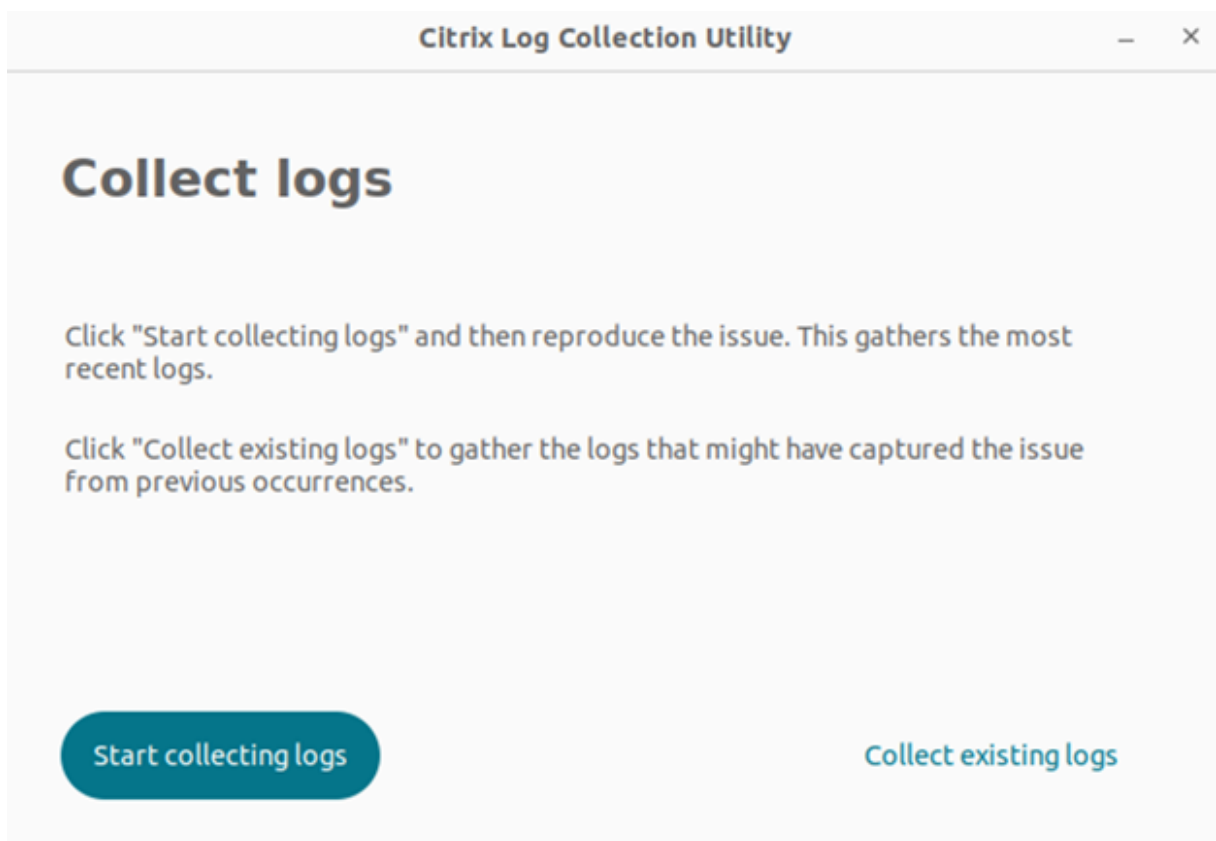 Citrix Log Collection Utility
Collect logs
Click "Start collecting logs" and then reproduce the issue. This gathers the most
recent logs.
Click "Collect existing logs" to gather the logs that might have captured the issue
from previous occurrences.
Start collecting logs
Collect existing logs